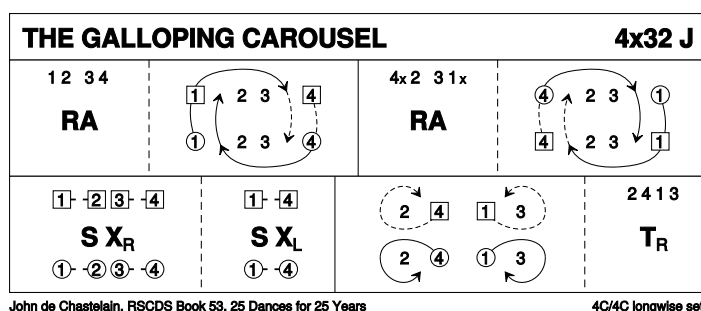 THE GALLOPING CAROUSEL 4x32 J
1 2 3 4
RA
1 2 3 4
1 2 3 4
4x 2 3 1x
RA
4 2 3 1
4 2 3 1
1 2 3 4
S XR
1 2 3 4
1 4
S XL
1 4
2 4 1 3
2 4 1 3
2 4 1 3
TR
John de Chastelain, RSCDS Book 53, 25 Dances for 25 Years 4C/4C longwise set